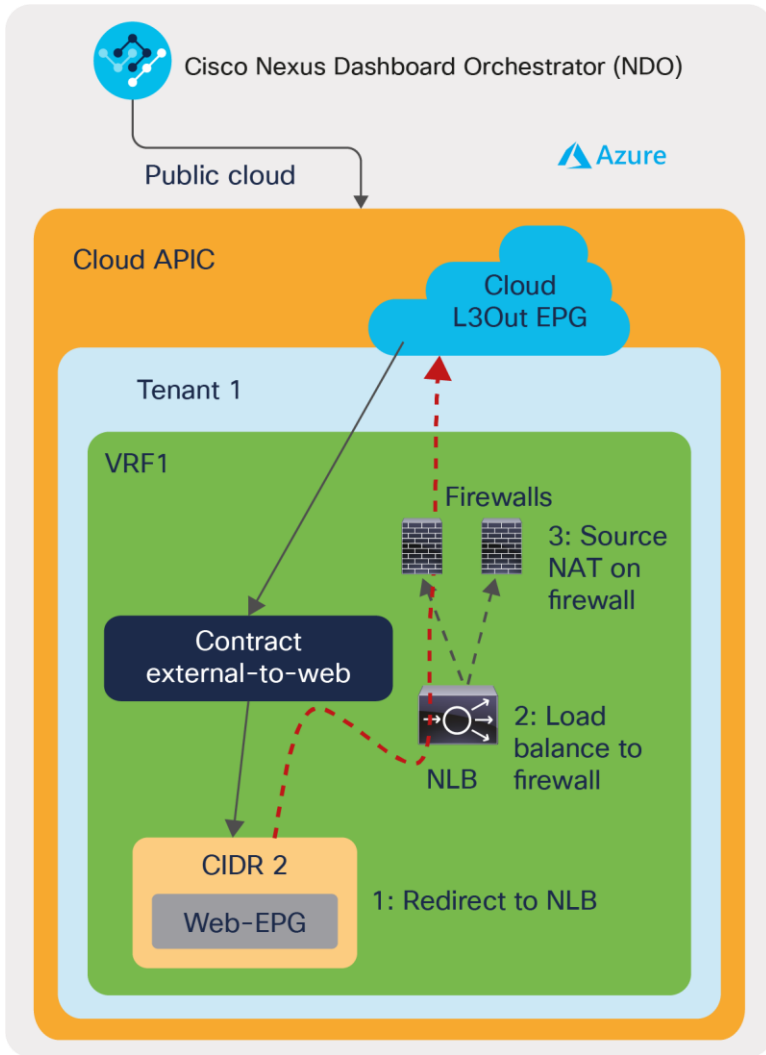 Cisco Nexus Dashboard Orchestrator (NDO)
Public cloud
Azure
Cloud APIC
Cloud
L3Out EPG
Tenant 1
VRF1
Firewalls
3: Source
NAT on
firewall
Contract
external-to-web
2: Load
balance to
firewall
NLB
CIDR 2
Web-EPG
1: Redirect to NLB